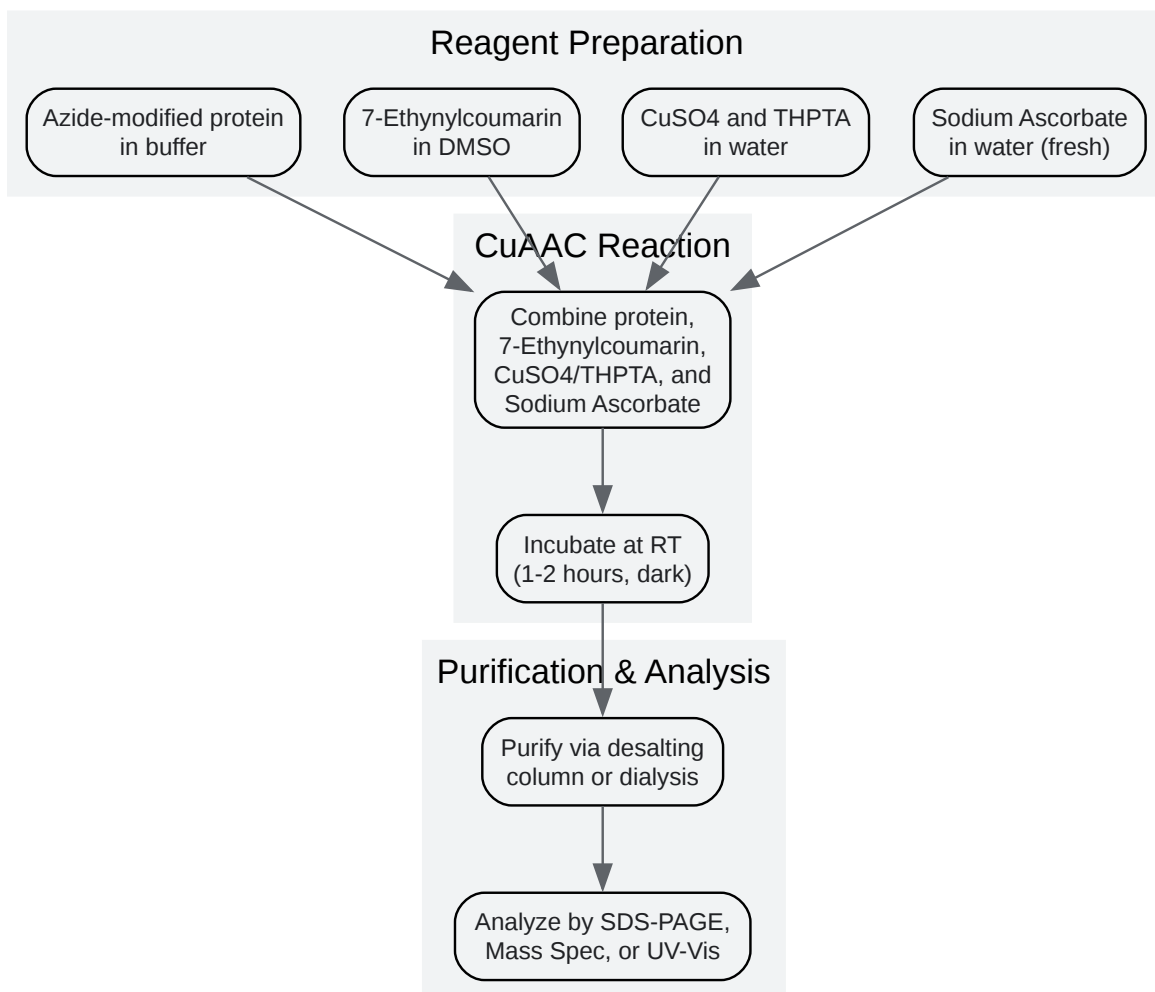 Reagent Preparation
Azide-modified protein
in buffer
7-Ethynylcoumarin
in DMSO
CuSO4 and THPTA
in water
Sodium Ascorbate
in water (fresh)
CuAAC Reaction
Combine protein,
7-Ethynylcoumarin,
CuSO4/THPTA, and
Sodium Ascorbate
Incubate at RT
(1-2 hours, dark)
Purification & Analysis
Purify via desalting
column or dialysis
Analyze by SDS-PAGE,
Mass Spec, or UV-Vis